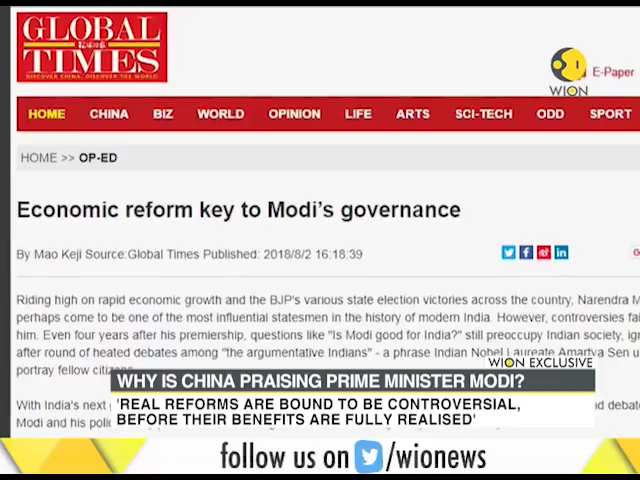 GLOBAL
TIMES
DISCOVER CHINA, DISCOVER THE WORLD
WION
E-Paper
HOME CHINA BIZ WORLD OPINION LIFE ARTS SCI-TECH ODD SPORT
HOME >> OP-ED
Economic reform key to Modi's governance
By Mao Keji Source:Global Times Published: 2018/8/2 16:18:39
Riding high on rapid economic growth and the BJP's various state election victories across the country, Narendra M
perhaps come to be one of the most influential statesmen in the history of modern India. However, controversies fai
him. Even four years after his premiership, questions like "Is Modi good for India?" still preoccupy Indian society, ign
after round of heated debates among "the argumentative Indians" - a phrase Indian Nobel Laureate Amartya Sen u
portray fellow citize
WION EXCLUSIVE
WHY IS CHINA PRAISING PRIME MINISTER MODI?
With India's next
'REAL REFORMS ARE BOUND TO BE CONTROVERSIAL,
debate
Modi and his poli
BEFORE THEIR BENEFITS ARE FULLY REALISED'
follow us on /wionews